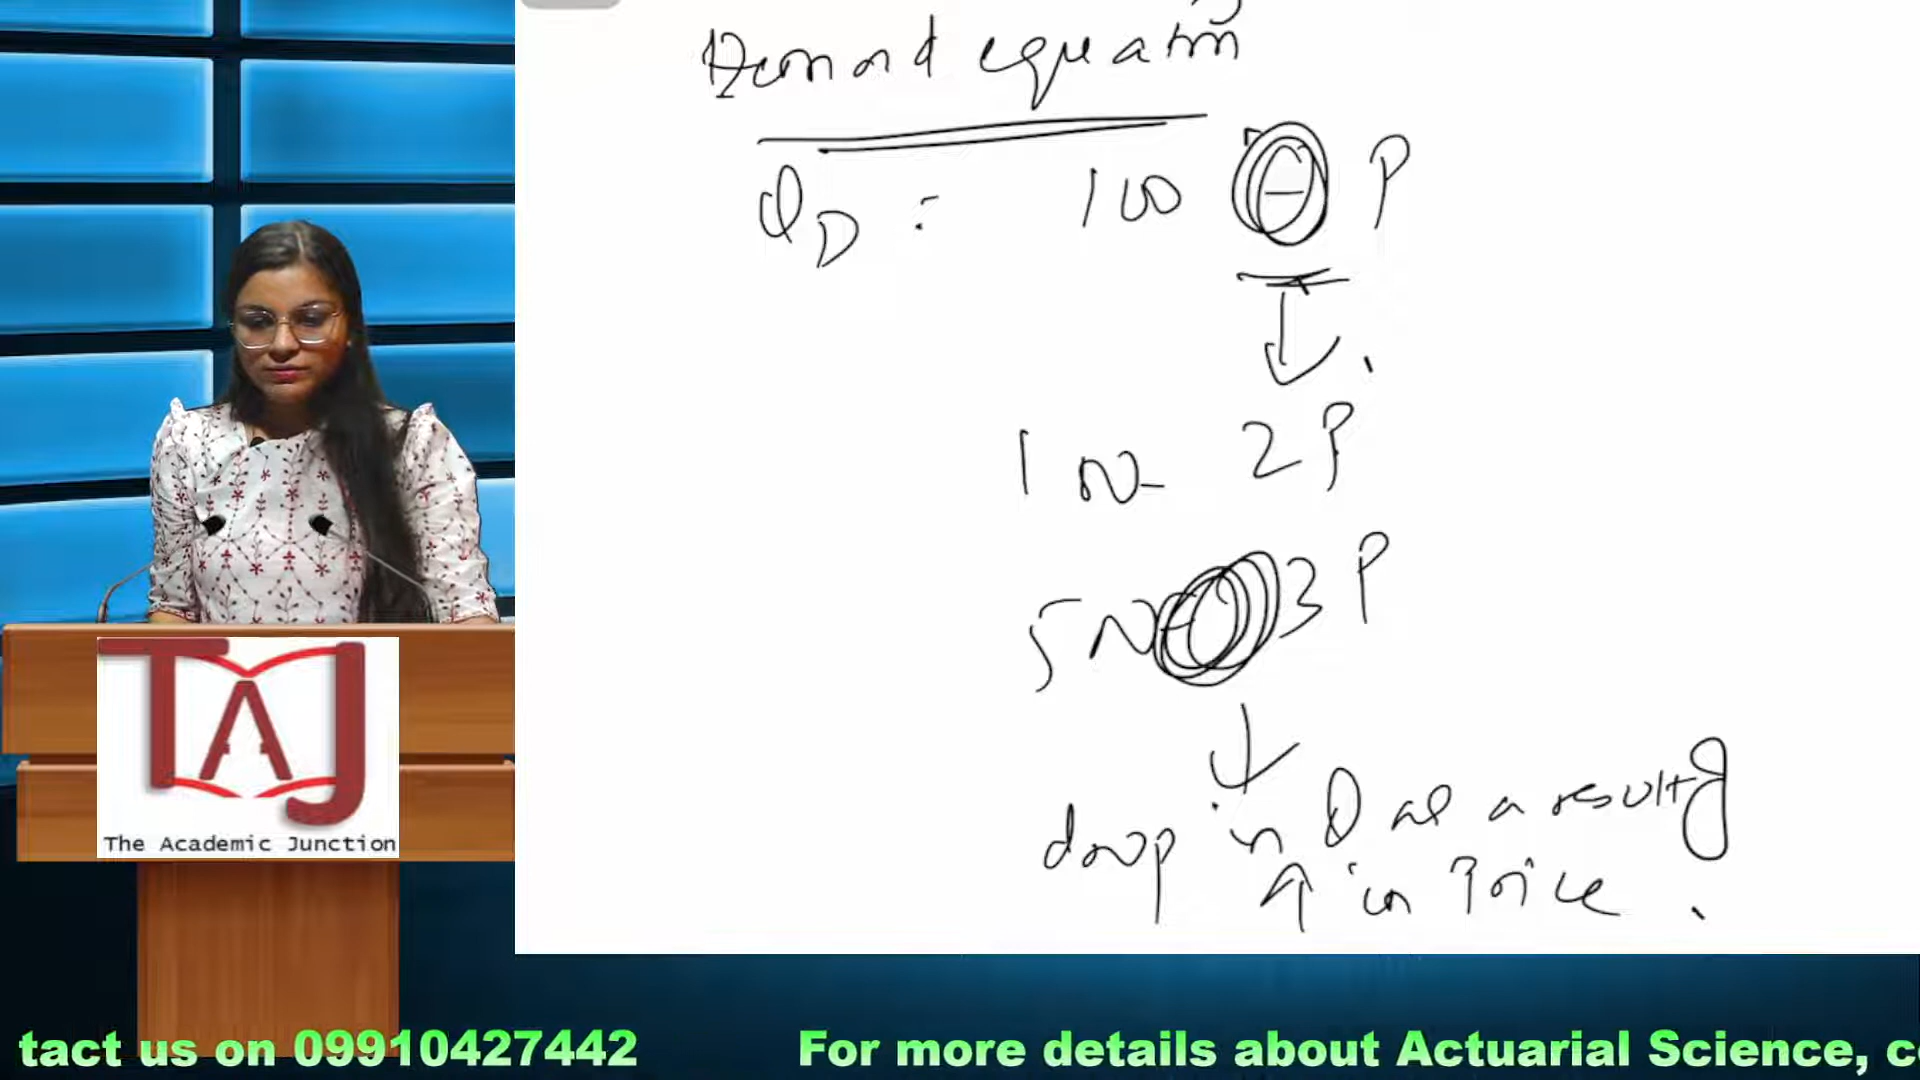 Demand equation
QD = 100 - P
100 - 2P
500 - 3P
drop in Q as a result of
↑ in Price.
TAJ
The Academic Junction
tact us on 09910427442 For more details about Actuarial Science, c